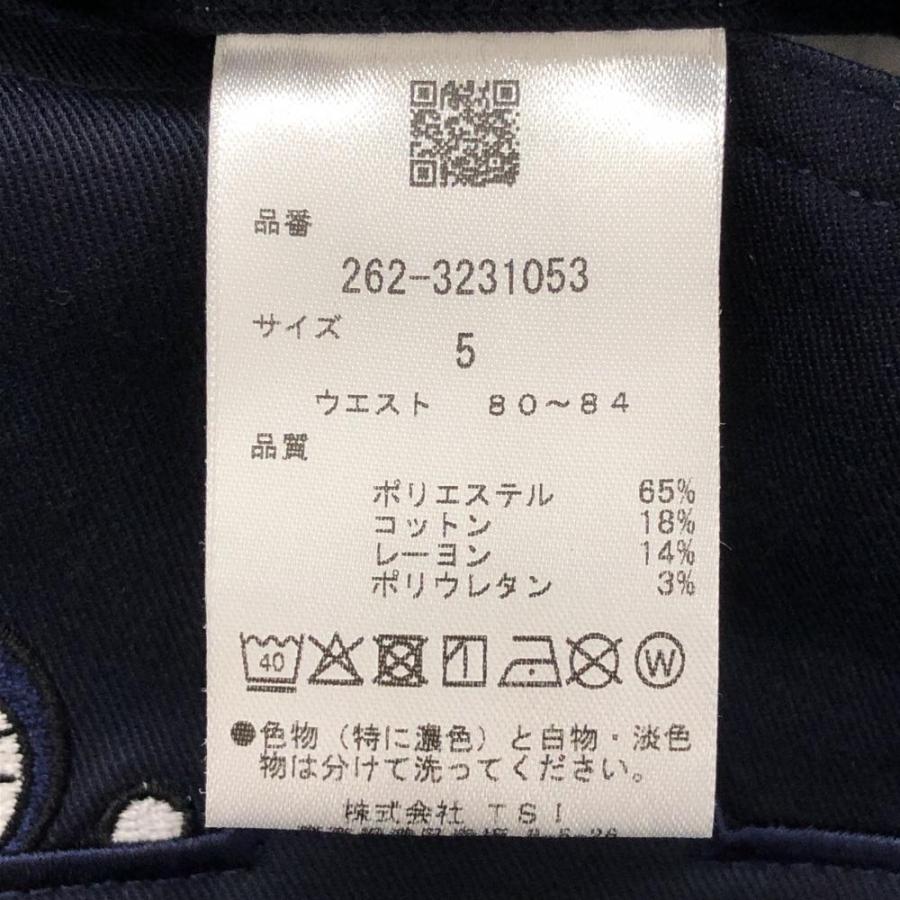 品番
262-3231053
サイズ
5
ウエスト 80～84
品質
ポリエステル 65%
コットン 18%
レーヨン 14%
ポリウレタン 3%
40
W
●色物(特に濃色)と白物・淡色
物は分けて洗ってください。
株式会社 TSI